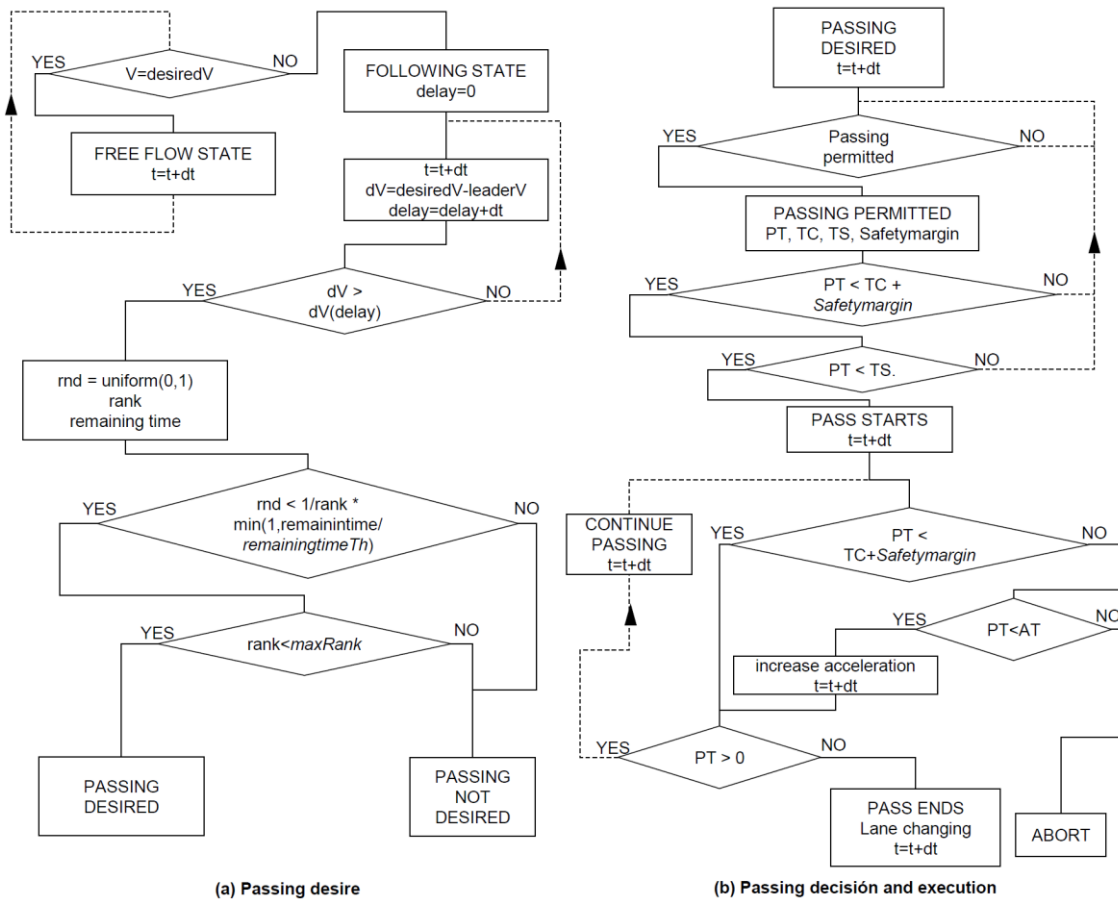 YES
V=desiredV
NO
FREE FLOW STATE
t=t+dt
FOLLOWING STATE
delay=0
t=t+dt
dV=desiredV-leaderV
delay=delay+dt
YES
dV >
dV(delay)
NO
rnd = uniform(0,1)
rank
remaining time
YES
rnd < 1/rank *
min(1,remainintime/
remainingtimeTh)
NO
YES
rank<maxRank
NO
PASSING
DESIRED
PASSING
NOT
DESIRED
(a) Passing desire
PASSING
DESIRED
t=t+dt
YES
Passing
permitted
NO
PASSING PERMITTED
PT, TC, TS, Safetymargin
YES
PT < TC +
Safetymargin
NO
YES
PT < TS.
NO
PASS STARTS
t=t+dt
CONTINUE
PASSING
t=t+dt
YES
PT <
TC+Safetymargin
NO
YES
PT<AT
NO
increase acceleration
t=t+dt
YES
PT > 0
NO
PASS ENDS
Lane changing
t=t+dt
ABORT
(b) Passing decisión and execution